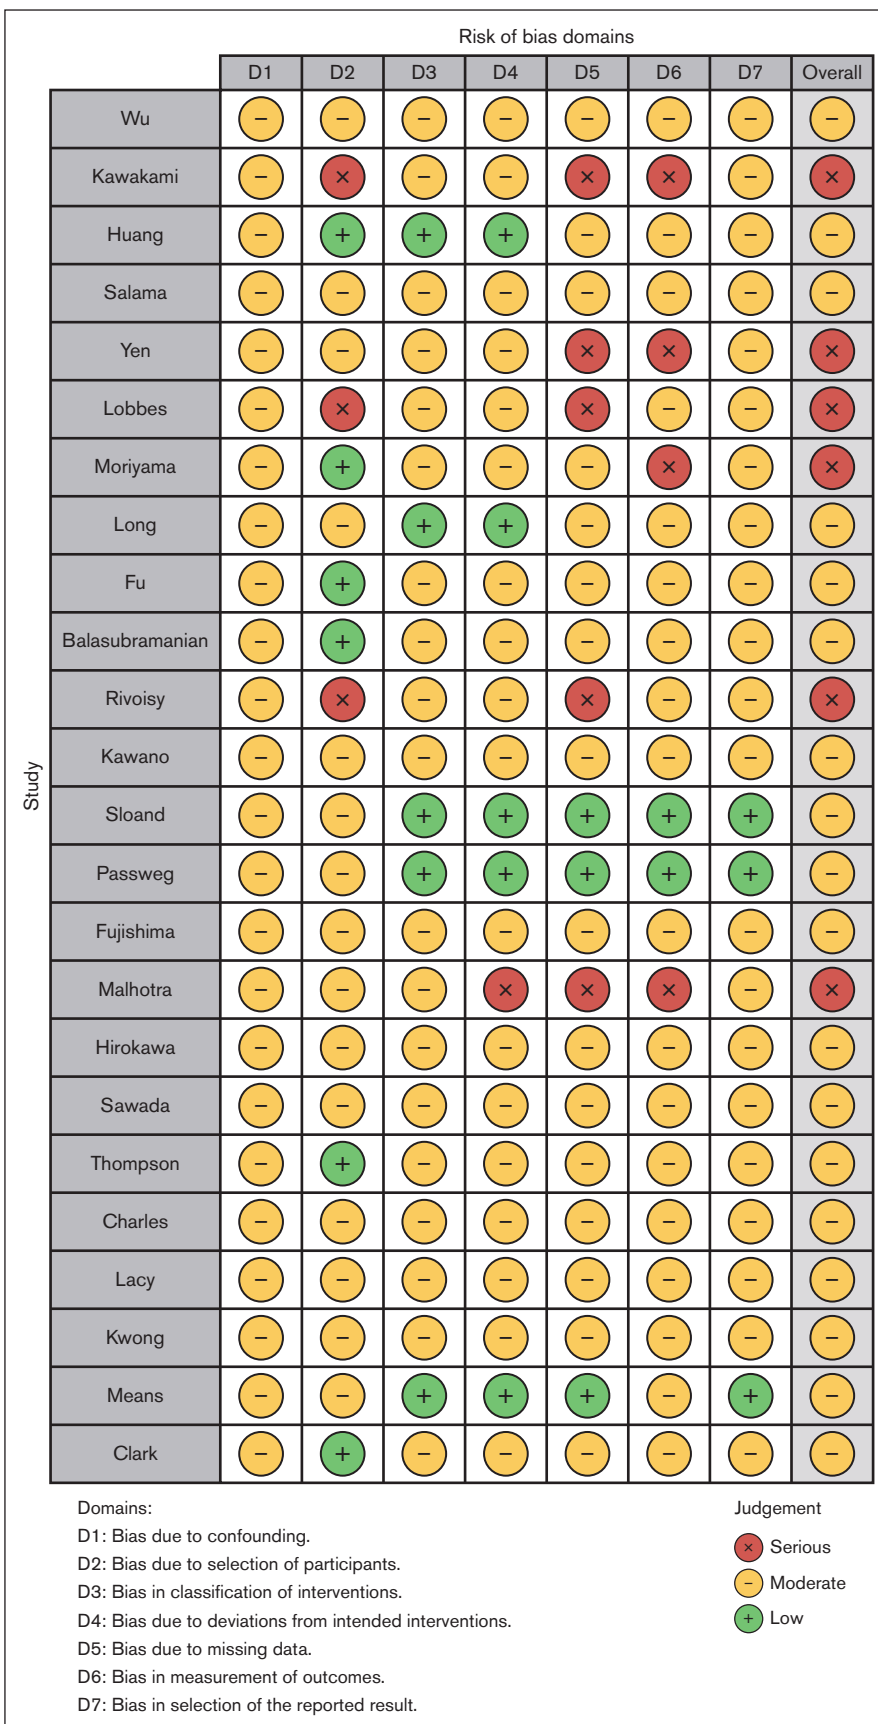 Risk of bias domains
D1 D2 D3 D4 D5 D6 D7 Overall
Study
Wu − − − − − − − −
Kawakami − × − − × × − ×
Huang − + + + − − − −
Salama − − − − − − − −
Yen − − − − × × − ×
Lobbes − × − − × − − ×
Moriyama − + − − − × − ×
Long − − + + − − − −
Fu − + − − − − − −
Balasubramanian − + − − − − − −
Rivoisy − × − − × − − ×
Kawano − − − − − − − −
Sloand − − + + + + + −
Passweg − − + + + + + −
Fujishima − − − − − − − −
Malhotra − − − × × × − ×
Hirokawa − − − − − − − −
Sawada − − − − − − − −
Thompson − + − − − − − −
Charles − − − − − − − −
Lacy − − − − − − − −
Kwong − − − − − − − −
Means − − + + + − + −
Clark − + − − − − − −
Domains:
D1: Bias due to confounding.
D2: Bias due to selection of participants.
D3: Bias in classification of interventions.
D4: Bias due to deviations from intended interventions.
D5: Bias due to missing data.
D6: Bias in measurement of outcomes.
D7: Bias in selection of the reported result.
Judgement
× Serious
− Moderate
+ Low